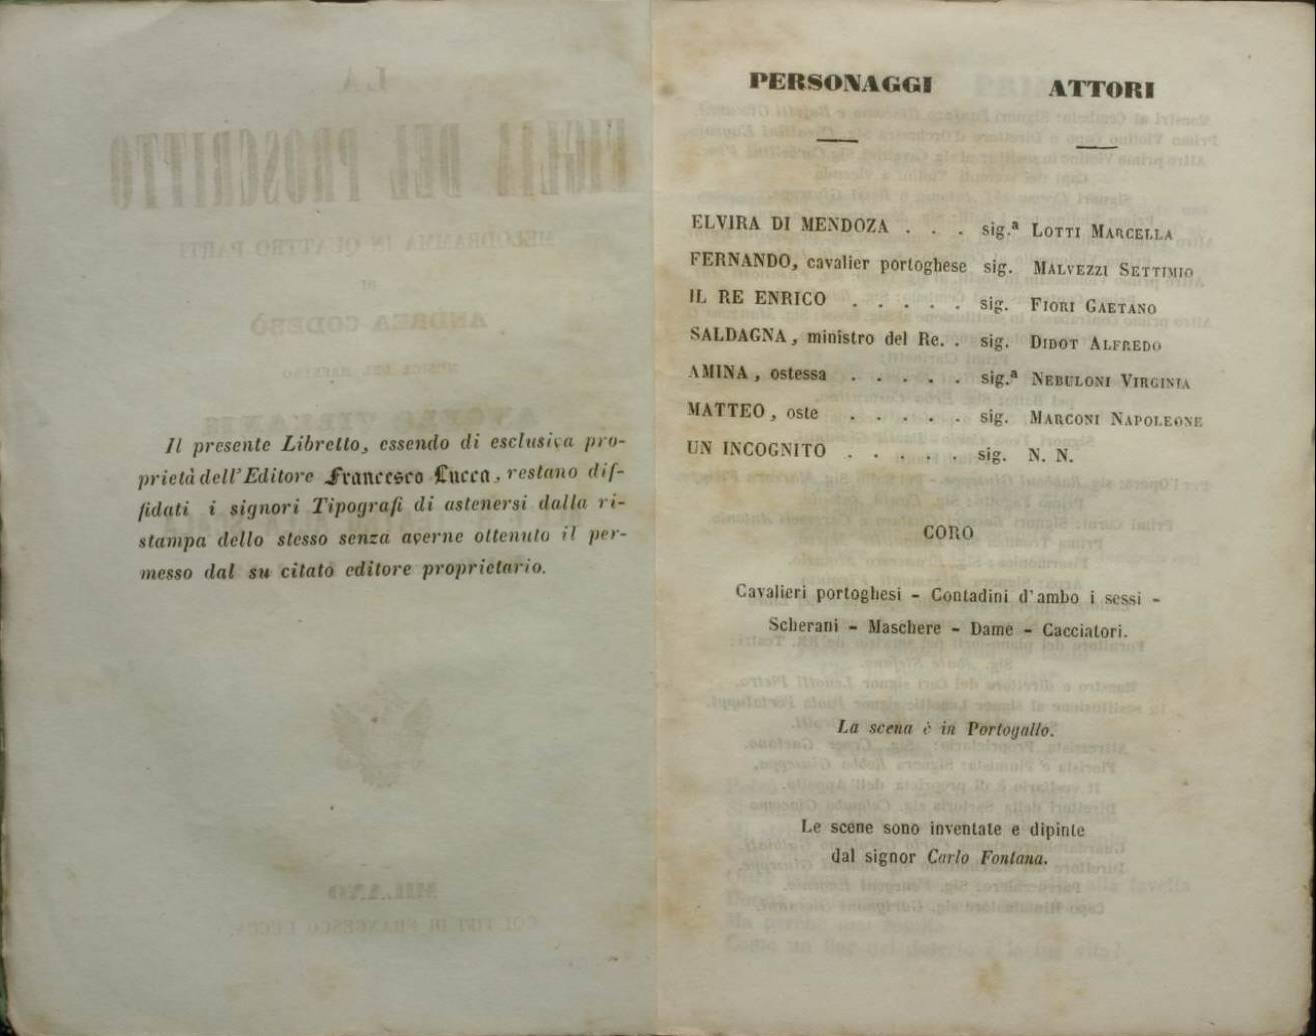 Il presente Libretto, essendo di esclusiva pro-
prietà dell'Editore Francesco Lucca, restano dif-
fidati i signori Tipografi di astenersi dalla ri-
stampa dello stesso senza averne ottenuto il per-
messo dal su citato editore proprietario.
PERSONAGGI ATTORI
ELVIRA DI MENDOZA . . . sig.ª LOTTI MARCELLA
FERNANDO, cavalier portoghese sig. MALVEZZI SETTIMIO
IL RE ENRICO . . . . . sig. FIORI GAETANO
SALDAGNA, ministro del Re. . sig. DIDOT ALFREDO
AMINA, ostessa . . . . . sig.ª NEBULONI VIRGINIA
MATTEO, oste . . . . . sig. MARCONI NAPOLEONE
UN INCOGNITO . . . . . sig. N. N.
CORO
Cavalieri portoghesi - Contadini d'ambo i sessi -
Scherani - Maschere - Dame - Cacciatori.
La scena è in Portogallo.
Le scene sono inventate e dipinte
dal signor Carlo Fontana.